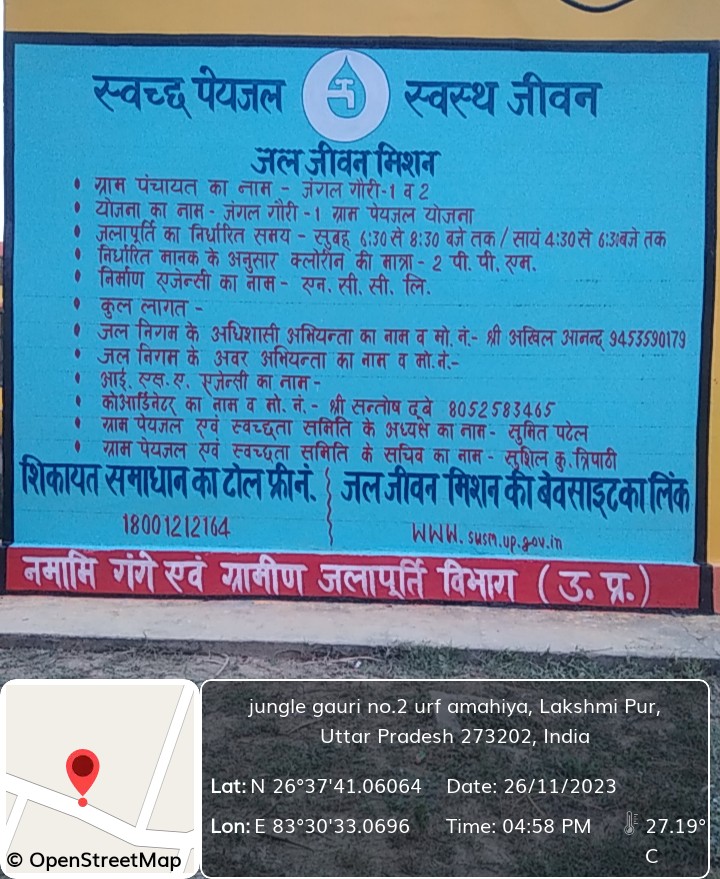 स्वच्छ पेयजल स्वस्थ जीवन
जल जीवन मिशन
• ग्राम पंचायत का नाम - जंगल गौरी-1 व 2
• योजना का नाम - जंगल गौरी -1 ग्राम पेयजल योजना
• जलापूर्ति का निर्धारित समय - सुबह 6:30 से 8:30 बजे तक / सायं 4:30 से 6:31 बजे तक
• निर्धारित मानक के अनुसार क्लोरीन की मात्रा - 2 पी. पी. एम.
• निर्माण एजेन्सी का नाम - एन. सी. सी. लि.
• कुल लागत -
• जल निगम के अधिशासी अभियन्ता का नाम व मो.नं.- श्री अखिल आनन्द 9453590179
• जल निगम के अवर अभियन्ता का नाम व मो.नं.-
• आई. एस. ए. एजेन्सी का नाम -
• कोआर्डिनेटर का नाम व मो. नं. - श्री सन्तोष दूबे 8052583465
• ग्राम पेयजल एवं स्वच्छता समिति के अध्यक्ष का नाम - सुमित पटेल
• ग्राम पेयजल एवं स्वच्छता समिति के सचिव का नाम - सुशिल कु. त्रिपाठी
शिकायत समाधान का टोल फ्री नं. जल जीवन मिशन की बेवसाइट का लिंक
18001212164 WWW. susm.up.gov.in
नमामि गंगे एवं ग्रामीण जलापूर्ति विभाग ( उ. प्र. )
jungle gauri no.2 urf amahiya, Lakshmi Pur,
Uttar Pradesh 273202, India
Lat: N 26°37'41.06064 Date: 26/11/2023
Lon: E 83°30'33.0696 Time: 04:58 PM 27.19°
C
© OpenStreetMap